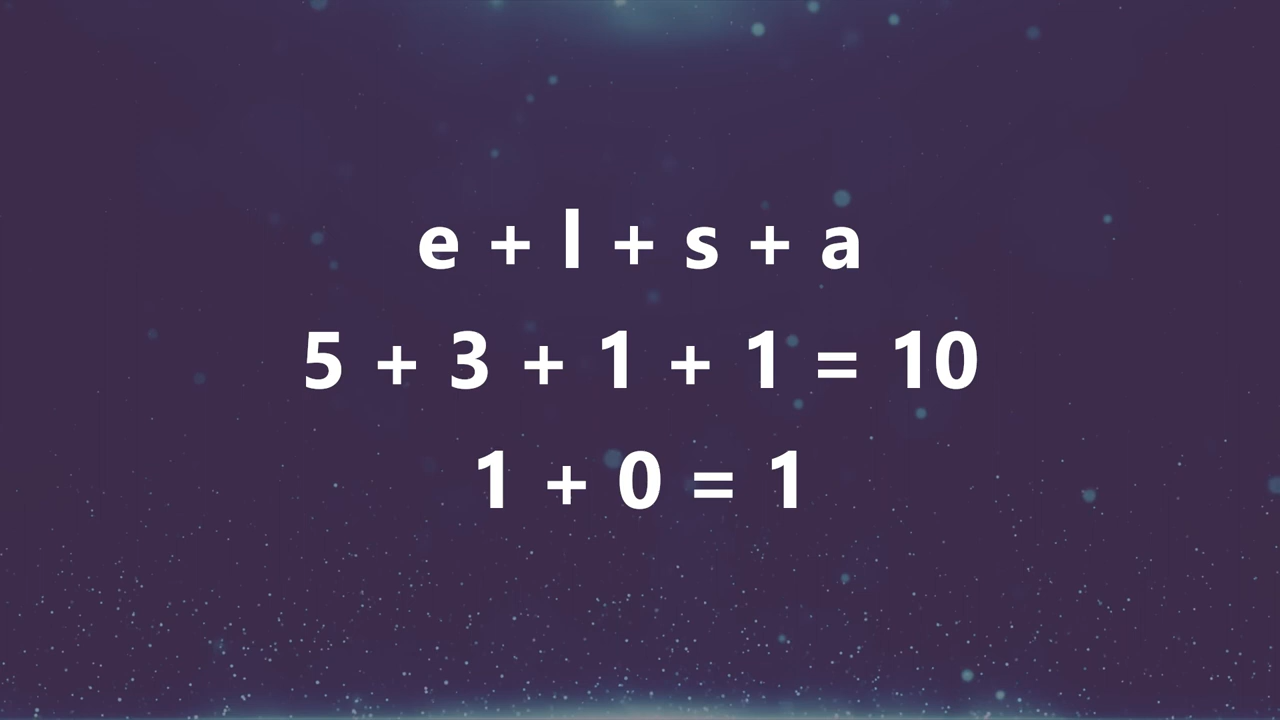 e + l + s + a
5 + 3 + 1 + 1 = 10
1 + 0 = 1